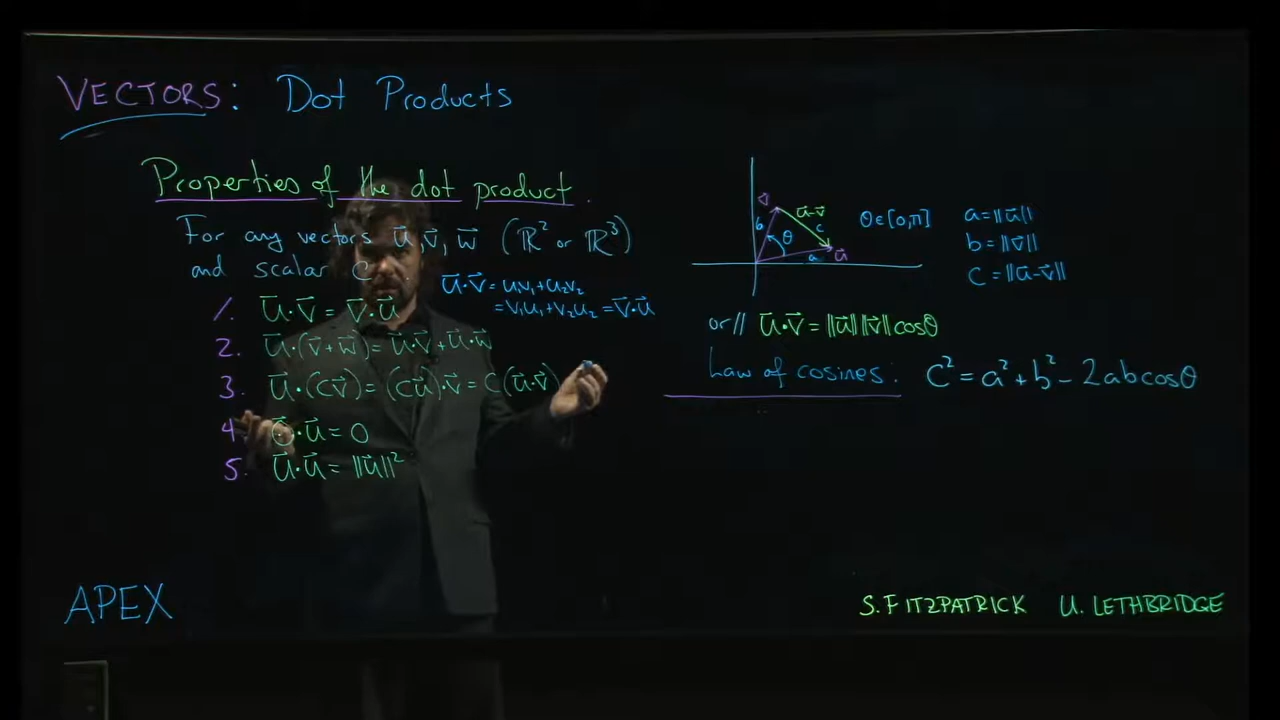 VECTORS: Dot Products
Properties of the dot product.
For any vectors u⃗, v⃗, w⃗ (ℝ² or ℝ³)
and scalar c
1. u⃗·v⃗ = v⃗·u⃗
u⃗·v⃗ = u₁v₁+u₂v₂
= v₁u₁+v₂u₂ = v⃗·u⃗
2. u⃗·(v⃗+w⃗) = u⃗·v⃗+u⃗·w⃗
3. u⃗·(cv⃗) = (cu⃗)·v⃗ = c(u⃗·v⃗)
4. 0⃗·u⃗ = 0
5. u⃗·u⃗ = ||u⃗||²
v⃗
u⃗-v⃗
b
c
θ
a
u⃗
θ∈[0,π]
a=||u⃗||
b=||v⃗||
c=||u⃗-v⃗||
or// u⃗·v⃗ = ||u⃗|| ||v⃗|| cosθ
Law of cosines: c² = a² + b² - 2ab cosθ
APEX
S. FITZPATRICK U. LETHBRIDGE